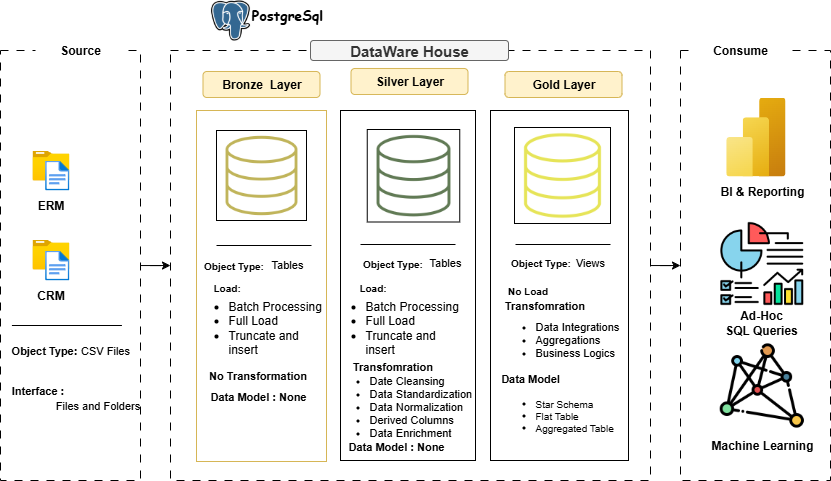 PostgreSql
Source
DataWare House
Consume
Bronze Layer
Silver Layer
Gold Layer
ERM
CRM
Object Type: CSV Files
Interface :
Files and Folders
Object Type: Tables
Load:
Batch Processing
Full Load
Truncate and
insert
No Transformation
Data Model : None
Object Type: Tables
Load:
Batch Processing
Full Load
Truncate and
insert
Transfomration
Date Cleansing
Data Standardization
Data Normalization
Derived Columns
Data Enrichment
Data Model : None
Object Type: Views
No Load
Transfomration
Data Integrations
Aggregations
Business Logics
Data Model
Star Schema
Flat Table
Aggregated Table
BI & Reporting
Ad-Hoc
SQL Queries
Machine Learning